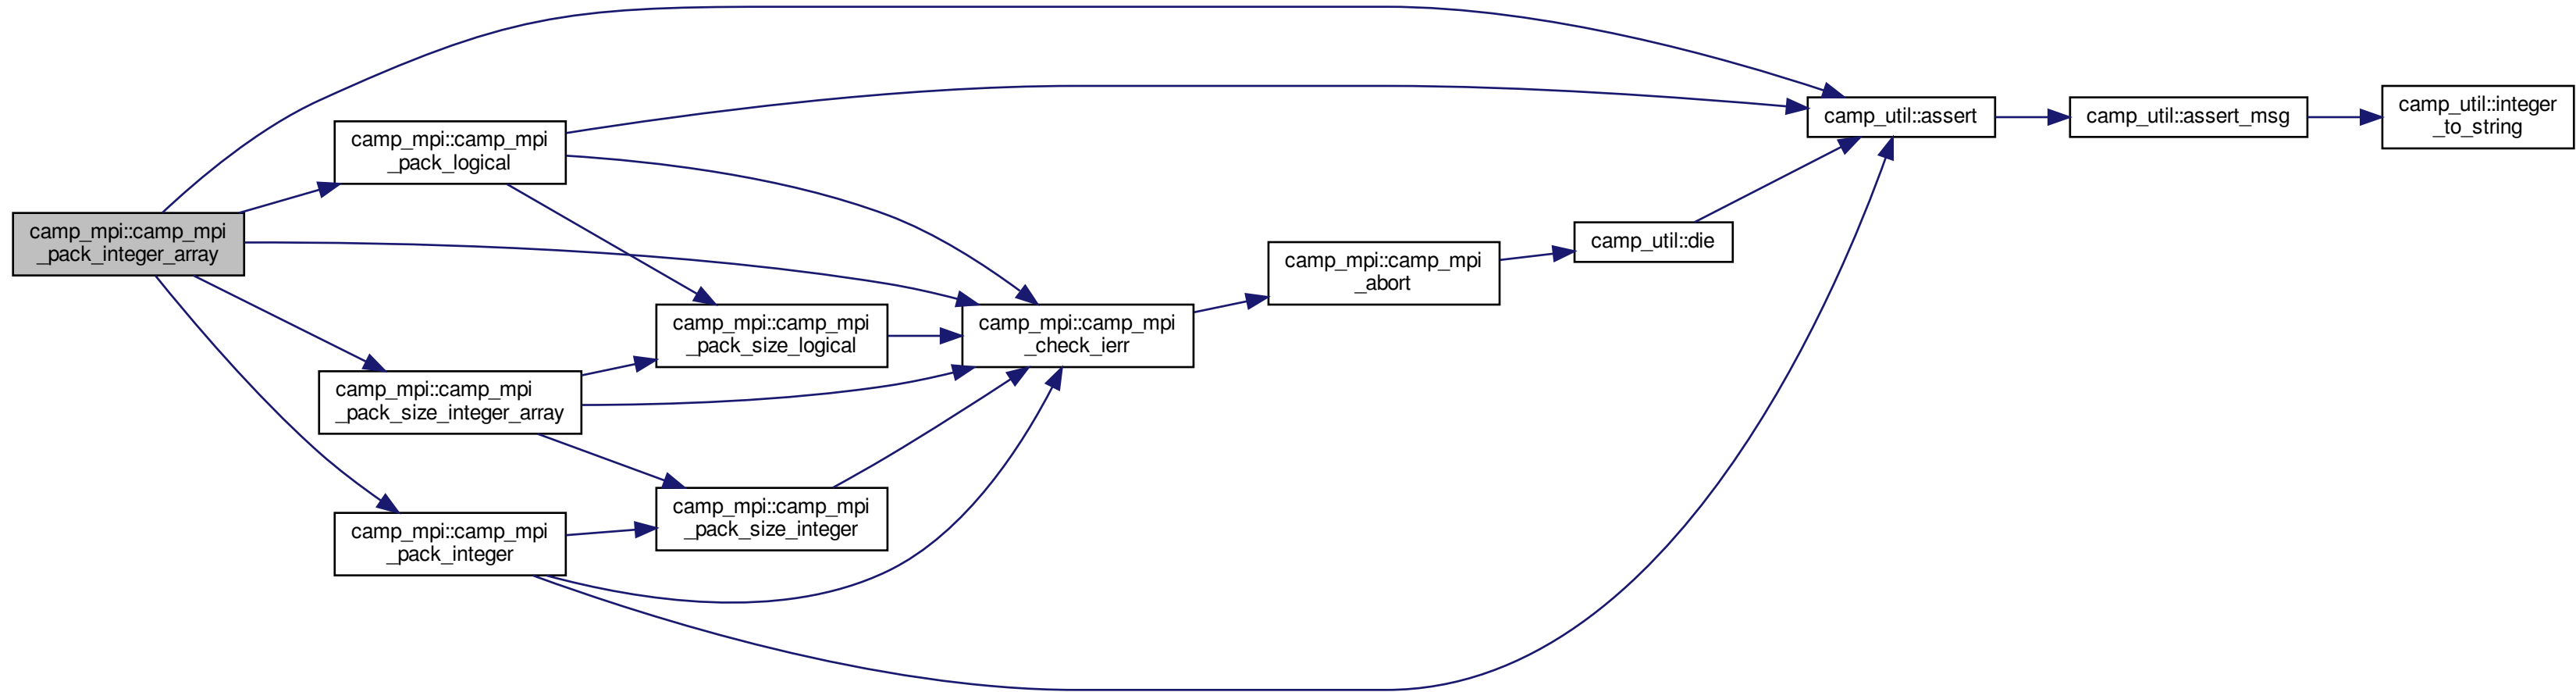 camp_mpi::camp_mpi
_pack_integer_array
camp_mpi::camp_mpi
_pack_logical
camp_mpi::camp_mpi
_pack_size_integer_array
camp_mpi::camp_mpi
_pack_integer
camp_mpi::camp_mpi
_pack_size_logical
camp_mpi::camp_mpi
_pack_size_integer
camp_mpi::camp_mpi
_check_ierr
camp_mpi::camp_mpi
_abort
camp_util::die
camp_util::assert
camp_util::assert_msg
camp_util::integer
_to_string